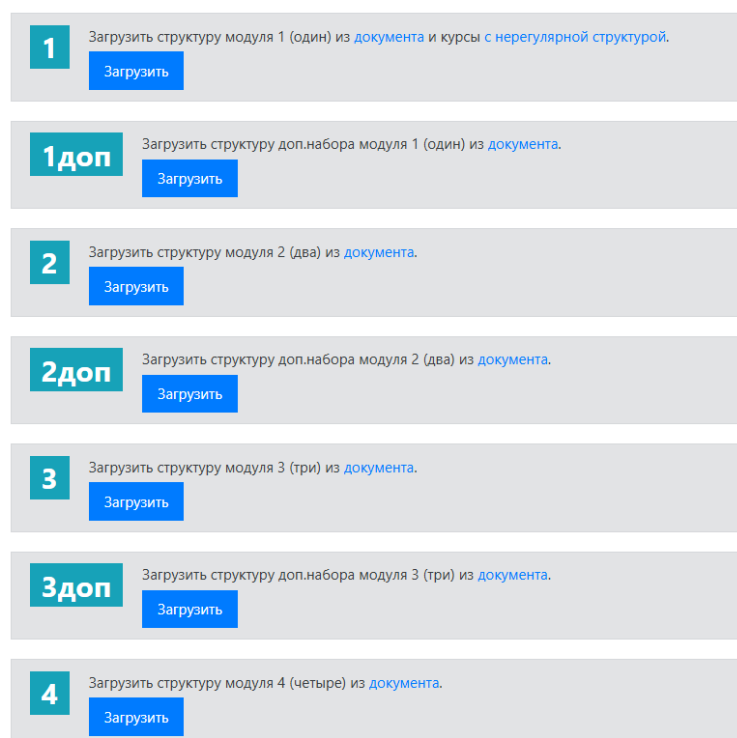 1
Загрузить структуру модуля 1 (один) из документа и курсы с нерегулярной структурой.
Загрузить
1доп
Загрузить структуру доп.набора модуля 1 (один) из документа.
Загрузить
2
Загрузить структуру модуля 2 (два) из документа.
Загрузить
2доп
Загрузить структуру доп.набора модуля 2 (два) из документа.
Загрузить
3
Загрузить структуру модуля 3 (три) из документа.
Загрузить
3доп
Загрузить структуру доп.набора модуля 3 (три) из документа.
Загрузить
4
Загрузить структуру модуля 4 (четыре) из документа.
Загрузить